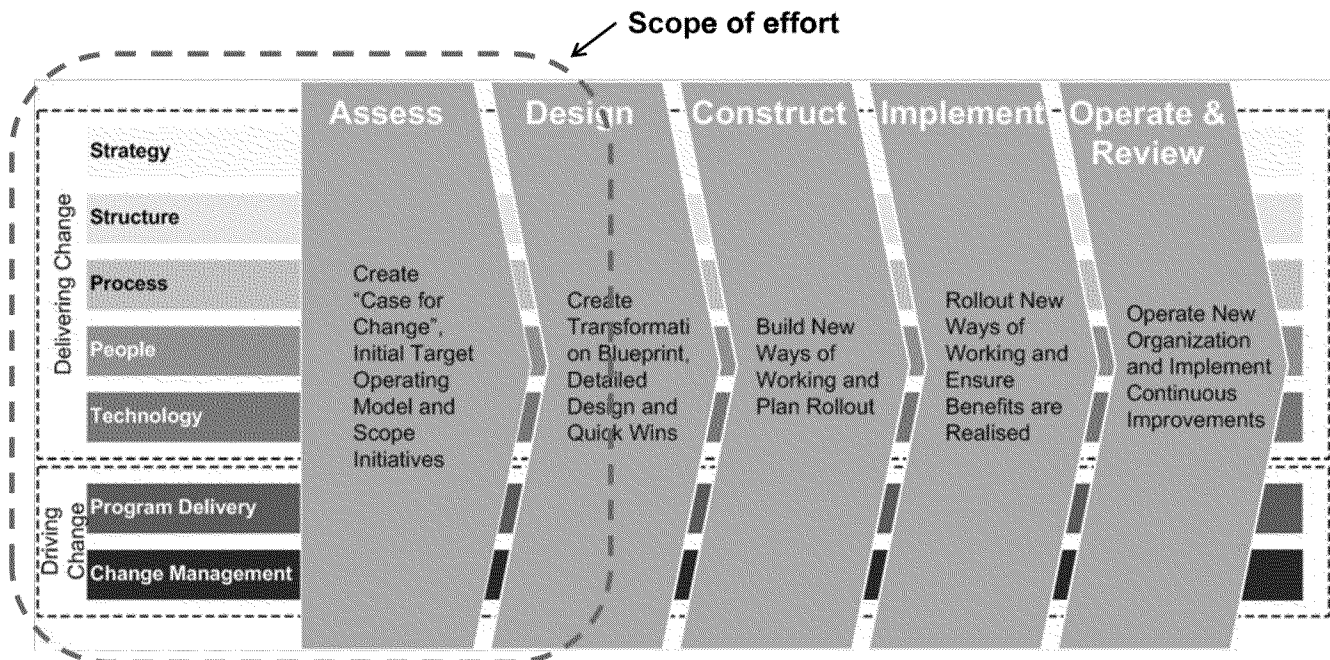 Scope of effort
Assess
Design
Construct
Implement
Operate &
Review
Delivering Change
Strategy
Structure
Process
People
Technology
Create
"Case for
Change",
Initial Target
Operating
Model and
Scope
Initiatives
Create
Transformati
on Blueprint,
Detailed
Design and
Quick Wins
Build New
Ways of
Working and
Plan Rollout
Rollout New
Ways of
Working and
Ensure
Benefits are
Realised
Operate New
Organization
and Implement
Continuous
Improvements
Driving
Change
Program Delivery
Change Management